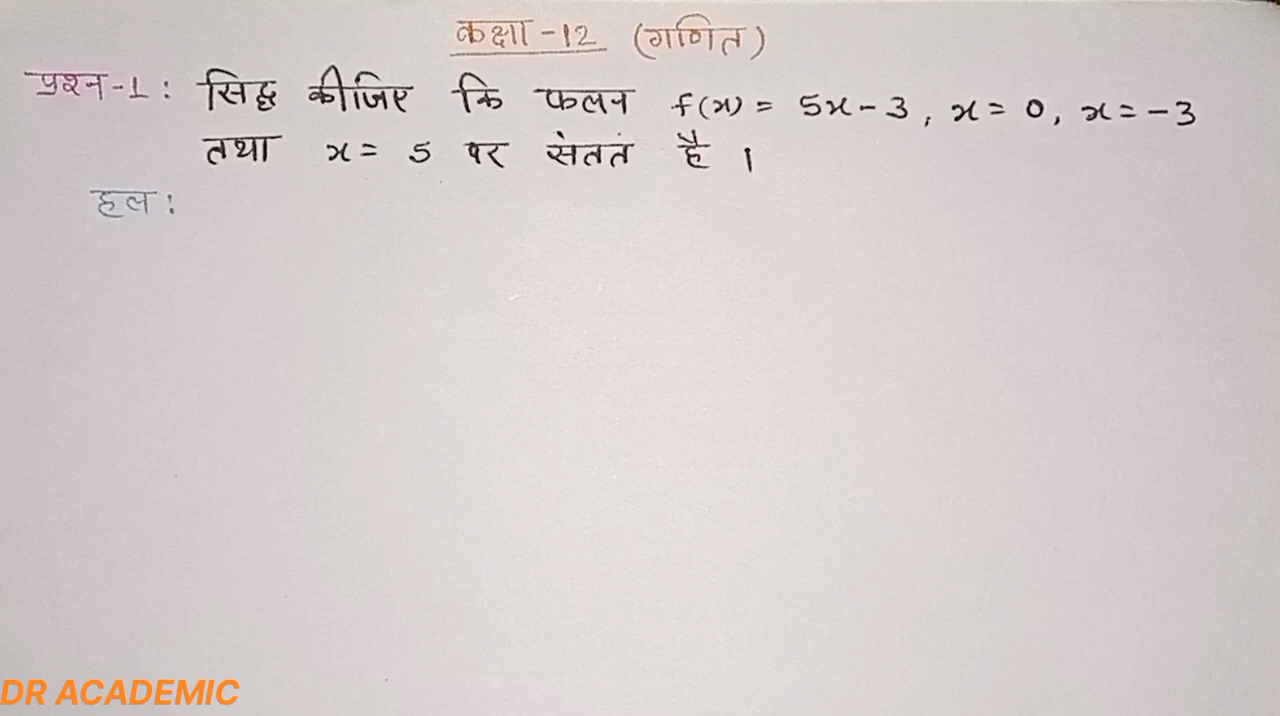 कक्षा -12 (गणित)
प्रश्न-1: सिद्ध कीजिए कि फलन f(x) = 5x-3, x=0, x=-3
तथा x= 5 पर संततं है ।
हल:
DR ACADEMIC